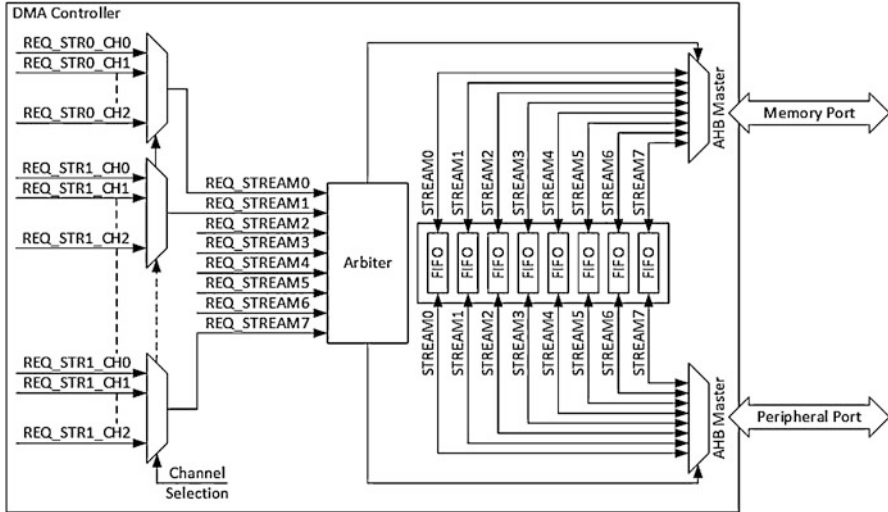 DMA Controller
REQ_STR0_CH0
REQ_STR0_CH1
REQ_STR0_CH2
REQ_STR1_CH0
REQ_STR1_CH1
REQ_STR1_CH2
REQ_STR1_CH0
REQ_STR1_CH1
REQ_STR1_CH2
Channel
Selection
REQ_STREAM0
REQ_STREAM1
REQ_STREAM2
REQ_STREAM3
REQ_STREAM4
REQ_STREAM5
REQ_STREAM6
REQ_STREAM7
Arbiter
STREAM0
STREAM1
STREAM2
STREAM3
STREAM4
STREAM5
STREAM6
STREAM7
FIFO
FIFO
FIFO
FIFO
FIFO
FIFO
FIFO
FIFO
STREAM0
STREAM1
STREAM2
STREAM3
STREAM4
STREAM5
STREAM6
STREAM7
AHB Master
Memory Port
AHB Master
Peripheral Port